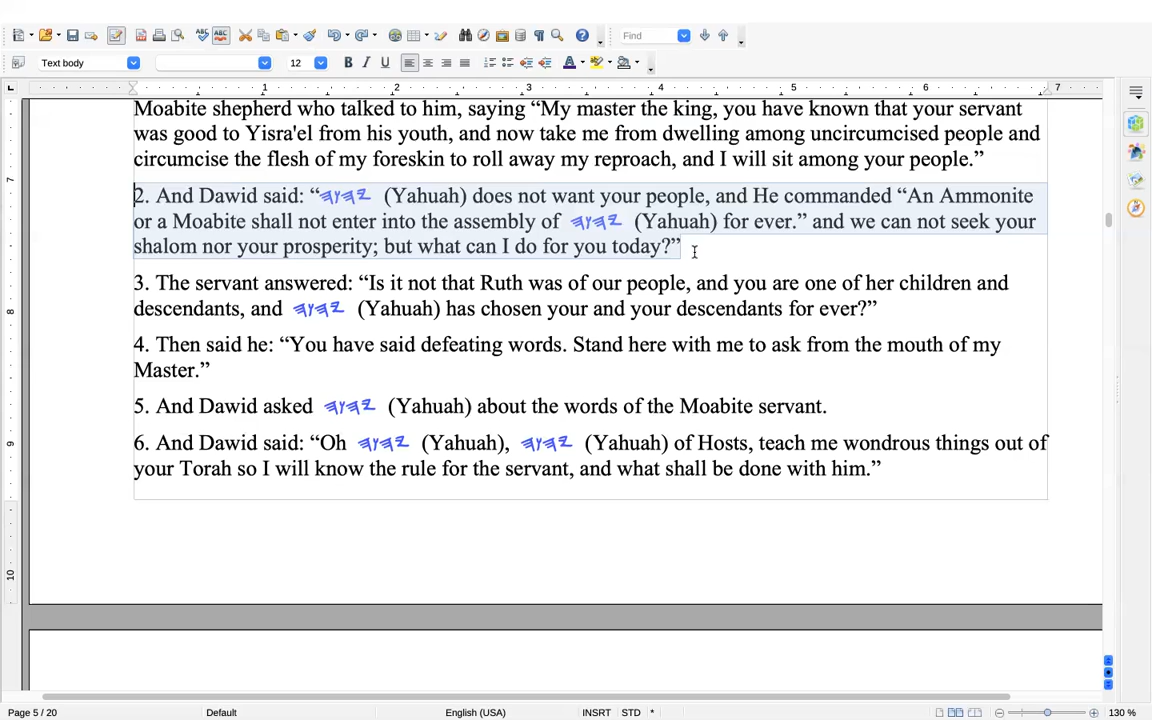 Find
Text body
12
130 %
1 2 3 4 5 6 7
Moabite shepherd who talked to him, saying “My master the king, you have known that your servant
was good to Yisra'el from his youth, and now take me from dwelling among uncircumcised people and
circumcise the flesh of my foreskin to roll away my reproach, and I will sit among your people.”
2. And Dawid said: “𐤉𐤄𐤅𐤄 (Yahuah) does not want your people, and He commanded “An Ammonite
or a Moabite shall not enter into the assembly of 𐤉𐤄𐤅𐤄 (Yahuah) for ever.” and we can not seek your
shalom nor your prosperity; but what can I do for you today?”
3. The servant answered: “Is it not that Ruth was of our people, and you are one of her children and
descendants, and 𐤉𐤄𐤅𐤄 (Yahuah) has chosen your and your descendants for ever?”
4. Then said he: “You have said defeating words. Stand here with me to ask from the mouth of my
Master.”
5. And Dawid asked 𐤉𐤄𐤅𐤄 (Yahuah) about the words of the Moabite servant.
6. And Dawid said: “Oh 𐤉𐤄𐤅𐤄 (Yahuah), 𐤉𐤄𐤅𐤄 (Yahuah) of Hosts, teach me wondrous things out of
your Torah so I will know the rule for the servant, and what shall be done with him.”
7
8
9
10
Page 5 / 20
Default
English (USA)
INSRT
STD
*